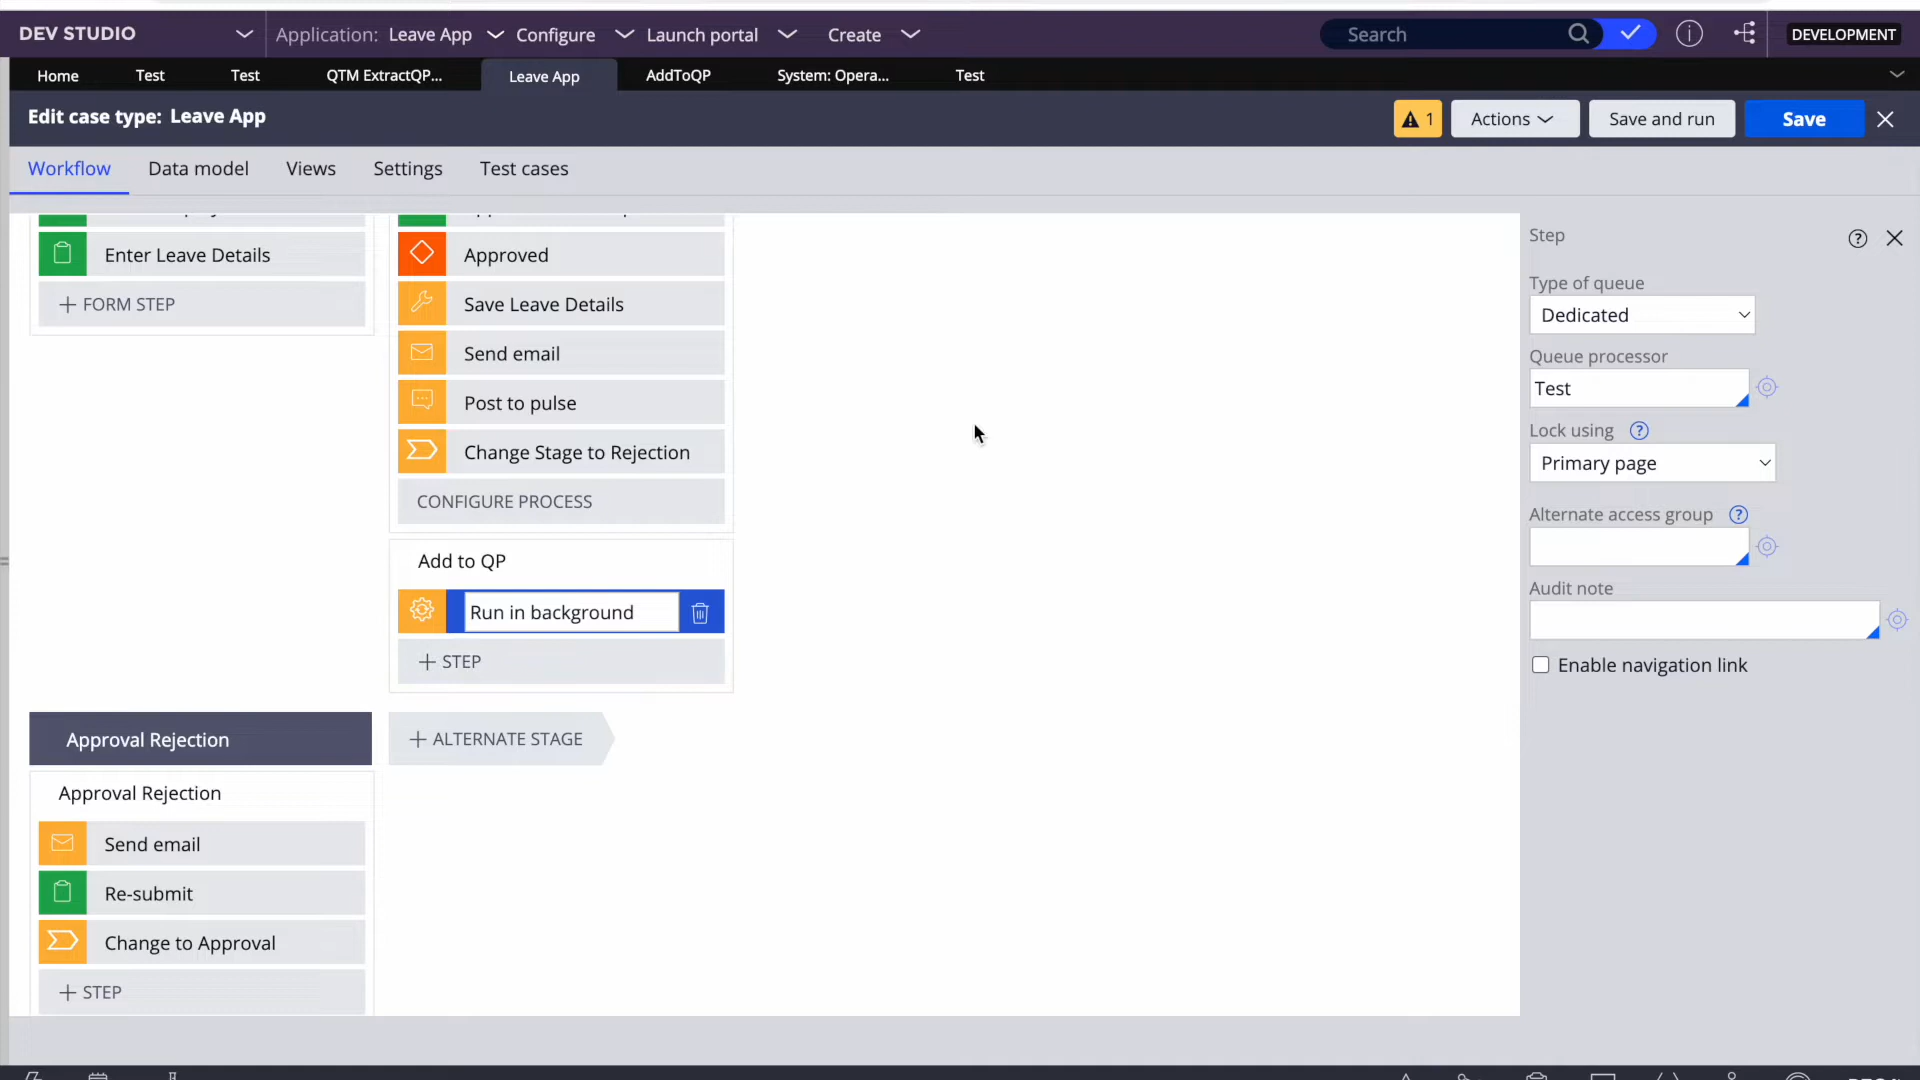 DEV STUDIO
Application: Leave App
Configure
Launch portal
Create
Search
DEVELOPMENT
Home
Test
Test
QTM ExtractQP...
Leave App
AddToQP
System: Opera...
Test
Edit case type: Leave App
1
Actions
Save and run
Save
Workflow
Data model
Views
Settings
Test cases
Enter Leave Details
+ FORM STEP
Approved
Save Leave Details
Send email
Post to pulse
Change Stage to Rejection
CONFIGURE PROCESS
Add to QP
Run in background
+ STEP
Approval Rejection
+ ALTERNATE STAGE
Approval Rejection
Send email
Re-submit
Change to Approval
+ STEP
Step
Type of queue
Dedicated
Queue processor
Test
Lock using
Primary page
Alternate access group
Audit note
Enable navigation link